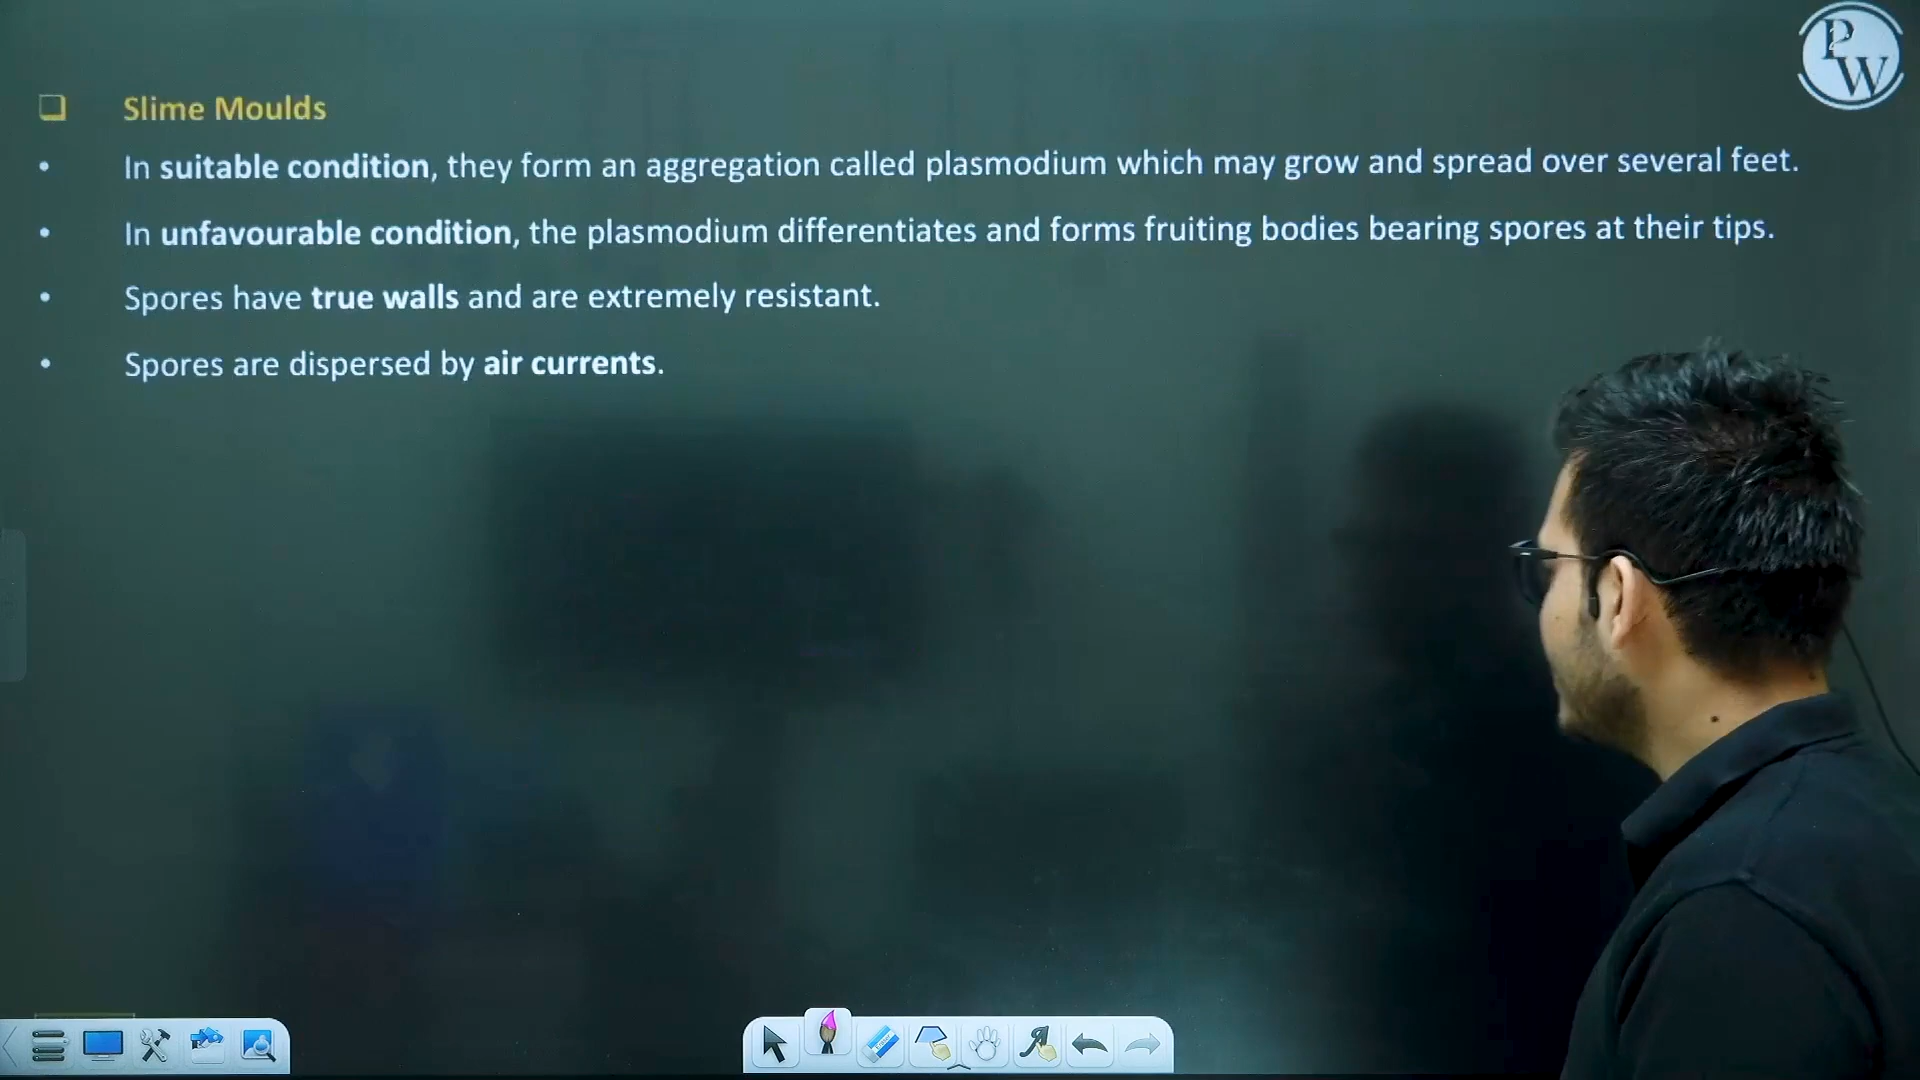 PW
Slime Moulds
In suitable condition, they form an aggregation called plasmodium which may grow and spread over several feet.
In unfavourable condition, the plasmodium differentiates and forms fruiting bodies bearing spores at their tips.
Spores have true walls and are extremely resistant.
Spores are dispersed by air currents.